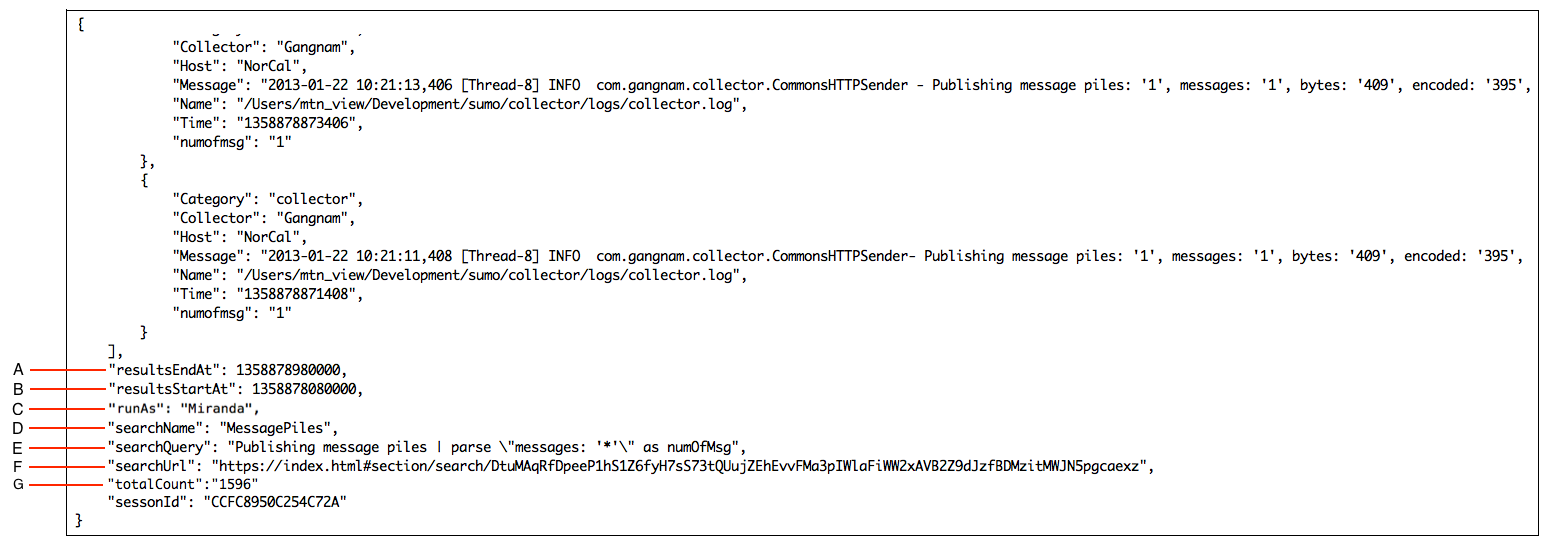 {
"Collector": "Gangnam",
"Host": "NorCal",
"Message": "2013-01-22 10:21:13,406 [Thread-8] INFO  com.gangnam.collector.CommonsHTTPSender - Publishing message piles: '1', messages: '1', bytes: '409', encoded: '395',
"Name": "/Users/mtn_view/Development/sumo/collector/logs/collector.log",
"Time": "1358878873406",
"numofmsg": "1"
},
{
"Category": "collector",
"Collector": "Gangnam",
"Host": "NorCal",
"Message": "2013-01-22 10:21:11,408 [Thread-8] INFO  com.gangnam.collector.CommonsHTTPSender- Publishing message piles: '1', messages: '1', bytes: '409', encoded: '395',
"Name": "/Users/mtn_view/Development/sumo/collector/logs/collector.log",
"Time": "1358878871408",
"numofmsg": "1"
}
],
A "resultsEndAt": 1358878980000,
B "resultsStartAt": 1358878080000,
C "runAs": "Miranda",
D "searchName": "MessagePiles",
E "searchQuery": "Publishing message piles | parse \"messages: '*'\" as numOfMsg",
F "searchUrl": "https://index.html#section/search/DtuMAqRfDpeeP1hS1Z6fyH7sS73tQUujZEhEvvFMa3pIWlaFiWW2xAVB2Z9dJzfBDMzitMWJN5pgcaexz",
G "totalCount":"1596"
"sessonId": "CCFC8950C254C72A"
}